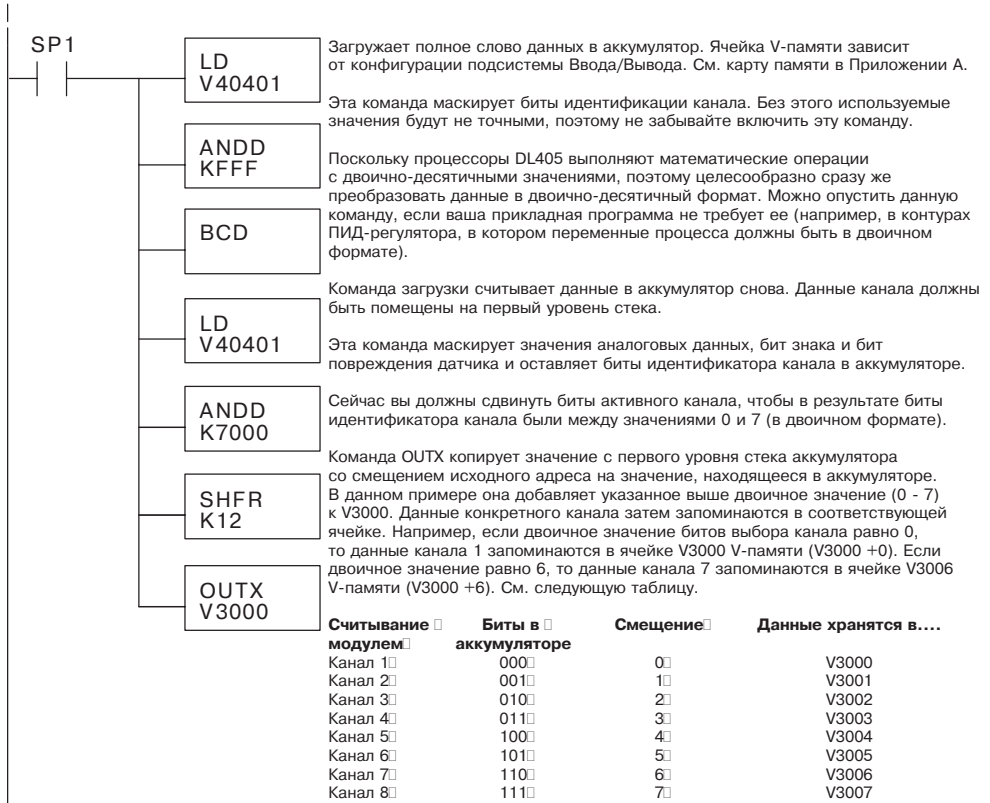 SP1
LD
V40401
Загружает полное слово данных в аккумулятор. Ячейка V-памяти зависит
от конфигурации подсистемы Ввода/Вывода. См. карту памяти в Приложении А.
Эта команда маскирует биты идентификации канала. Без этого используемые
значения будут не точными, поэтому не забывайте включить эту команду.
ANDD
KFFF
Поскольку процессоры DL405 выполняют математические операции
с двоично-десятичными значениями, поэтому целесообразно сразу же
преобразовать данные в двоично-десятичный формат. Можно опустить данную
команду, если ваша прикладная программа не требует ее (например, в контурах
ПИД-регулятора, в котором переменные процесса должны быть в двоичном
формате).
BCD
Команда загрузки считывает данные в аккумулятор снова. Данные канала должны
быть помещены на первый уровень стека.
LD
V40401
Эта команда маскирует значения аналоговых данных, бит знака и бит
повреждения датчика и оставляет биты идентификатора канала в аккумуляторе.
ANDD
K7000
Сейчас вы должны сдвинуть биты активного канала, чтобы в результате биты
идентификатора канала были между значениями 0 и 7 (в двоичном формате).
SHFR
K12
Команда OUTX копирует значение с первого уровня стека аккумулятора
со смещением исходного адреса на значение, находящееся в аккумуляторе.
В данном примере она добавляет указанное выше двоичное значение (0 - 7)
к V3000. Данные конкретного канала затем запоминаются в соответствующей
ячейке. Например, если двоичное значение битов выбора канала равно 0,
то данные канала 1 запоминаются в ячейке V3000 V-памяти (V3000 +0). Если
двоичное значение равно 6, то данные канала 7 запоминаются в ячейке V3006
V-памяти (V3000 +6). См. следующую таблицу.
OUTX
V3000
Считывание Биты в Смещение Данные хранятся в....
модулем аккумуляторе
Канал 1 000 0 V3000
Канал 2 001 1 V3001
Канал 3 010 2 V3002
Канал 4 011 3 V3003
Канал 5 100 4 V3004
Канал 6 101 5 V3005
Канал 7 110 6 V3006
Канал 8 111 7 V3007